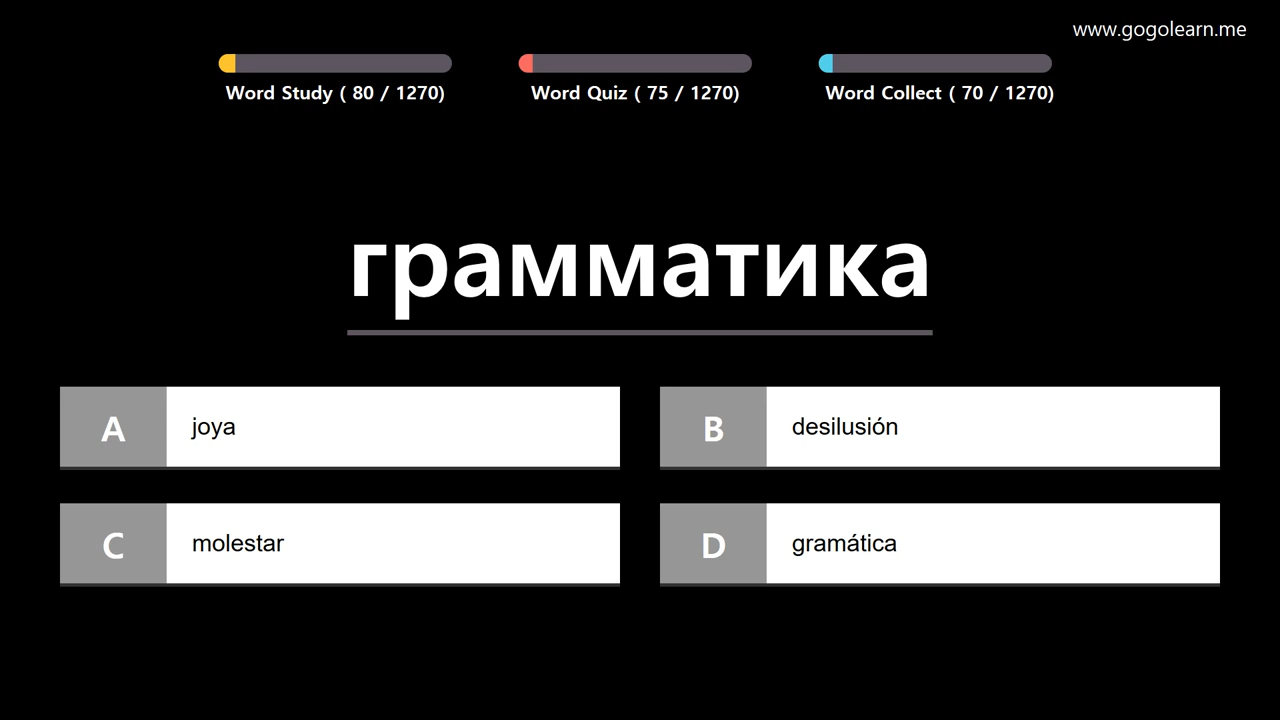 www.gogolearn.me
Word Study ( 80 / 1270)
Word Quiz ( 75 / 1270)
Word Collect ( 70 / 1270)
грамматика
A joya
B desilusión
C molestar
D gramática